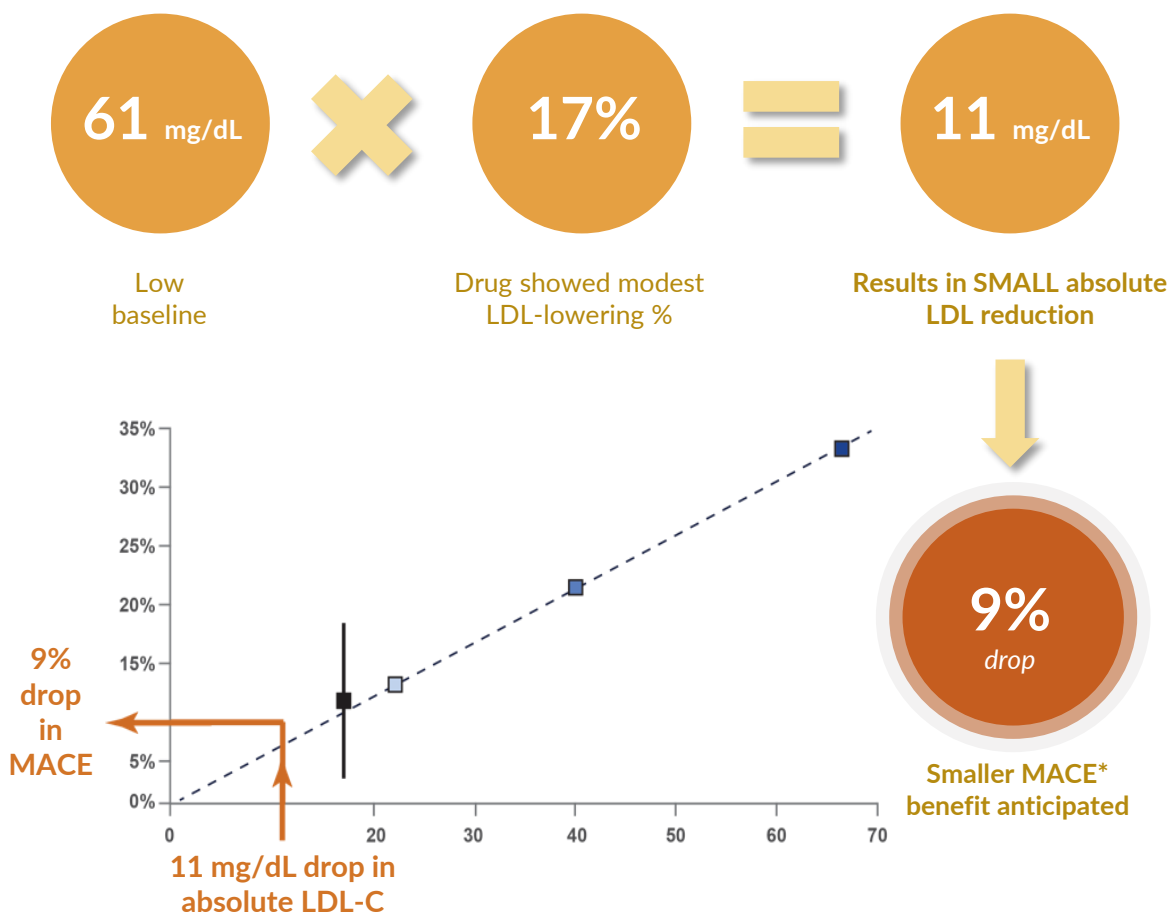 61 mg/dL
17%
11 mg/dL
Low
baseline
Drug showed modest
LDL-lowering %
Results in SMALL absolute
LDL reduction
35%
30%
25%
20%
15%
5%
0%
9%
drop
in
MACE
0
20
30
40
50
60
70
11 mg/dL drop in
absolute LDL-C
9%
drop
Smaller MACE*
benefit anticipated